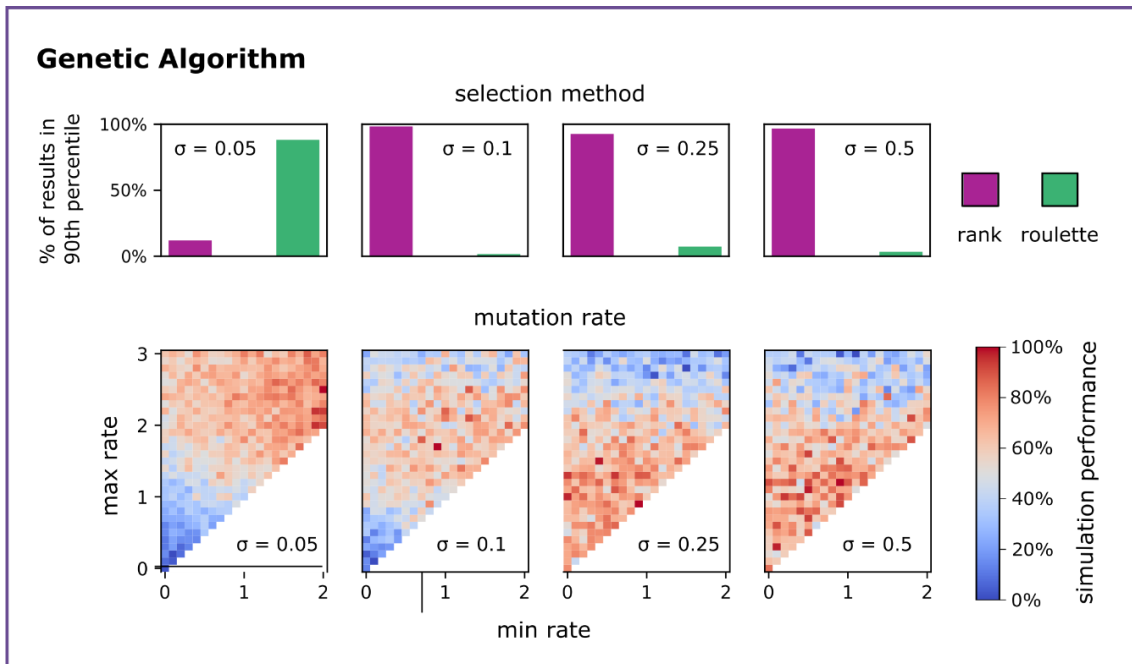 Genetic Algorithm
selection method
% of results in
90th percentile
100%
50%
0%
σ = 0.05
σ = 0.1
σ = 0.25
σ = 0.5
rank
roulette
mutation rate
max rate
3
2
1
0
σ = 0.05
σ = 0.1
σ = 0.25
σ = 0.5
0 1 2
0 1 2
0 1 2
0 1 2
min rate
100%
80%
60%
40%
20%
0%
simulation performance